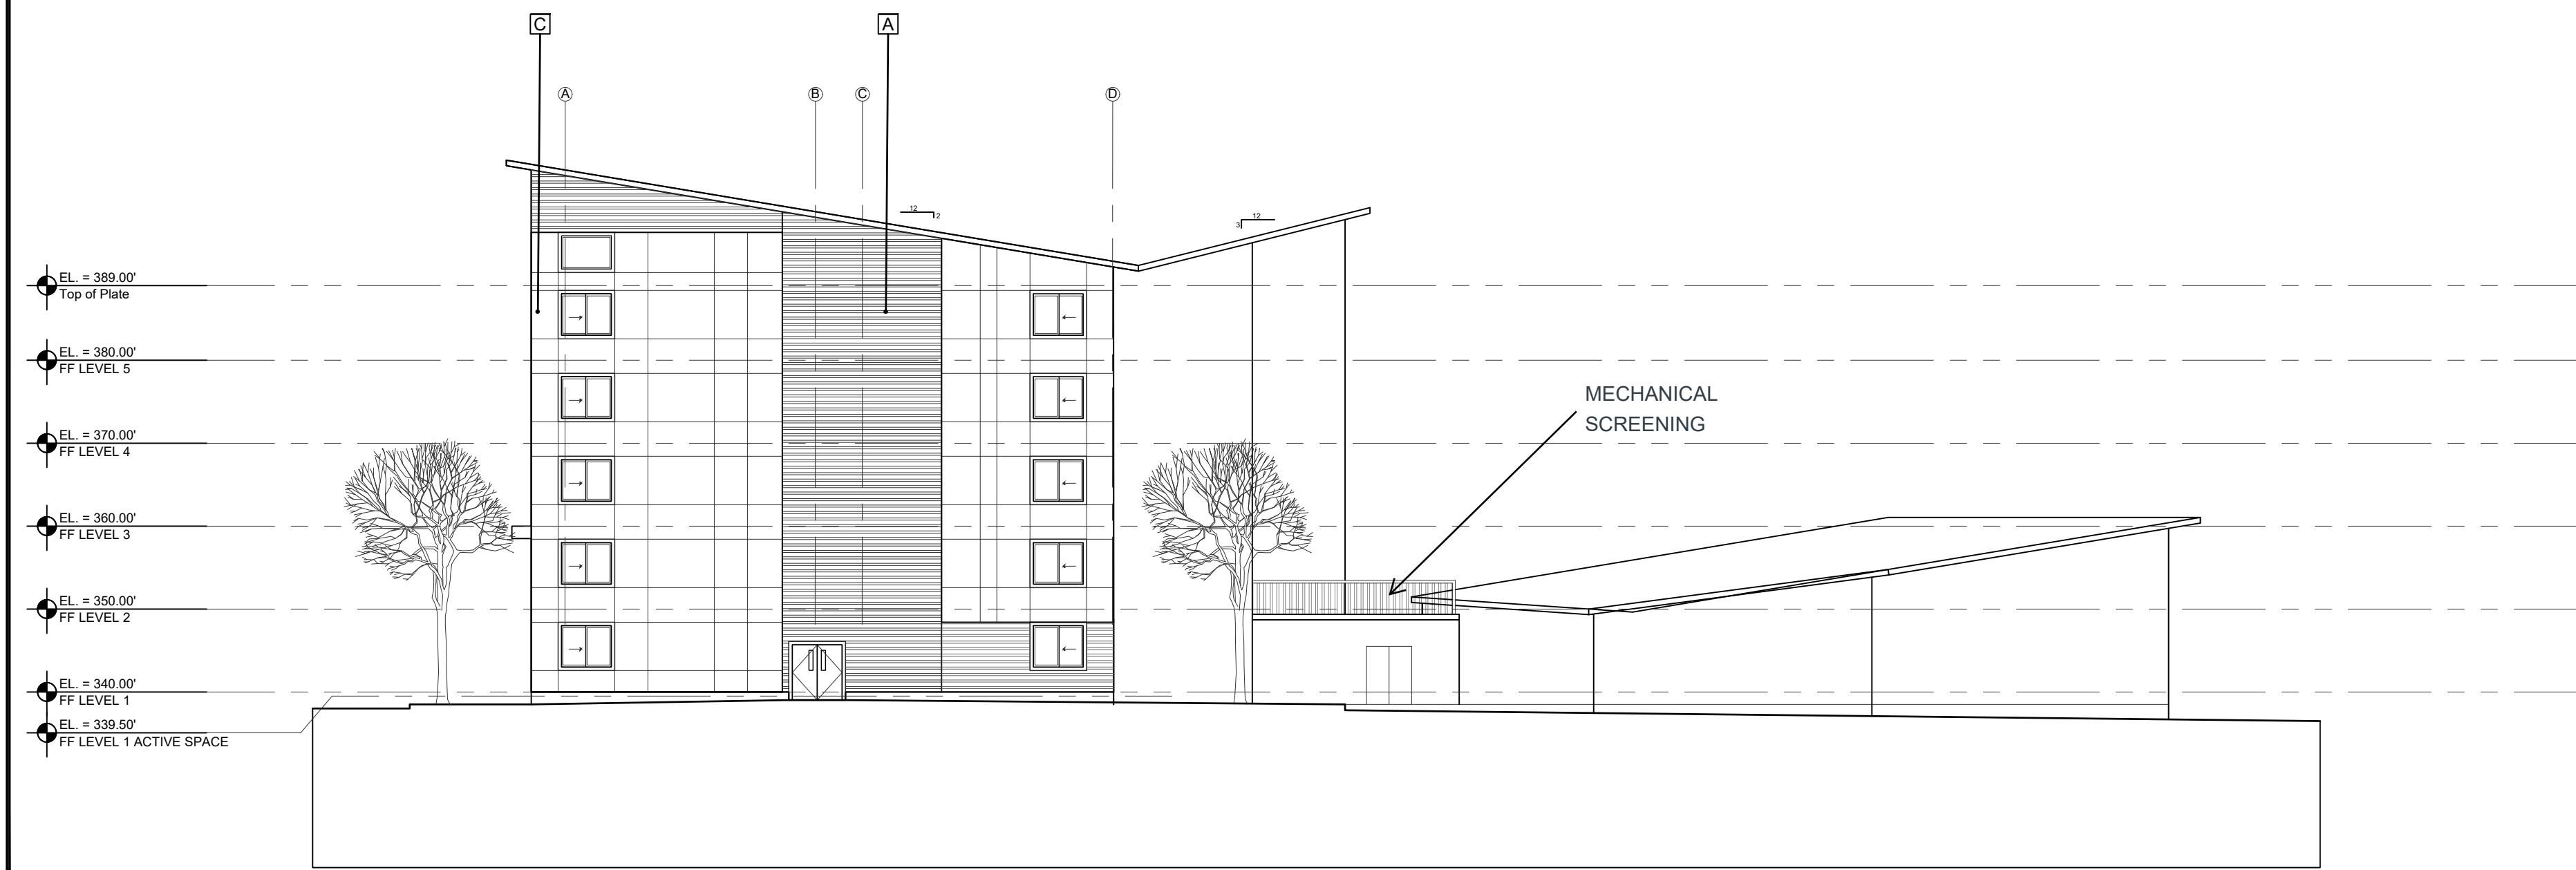 C
A
A
B
C
D
12
2
12
3
EL. = 389.00'
Top of Plate
EL. = 380.00'
FF LEVEL 5
MECHANICAL
SCREENING
EL. = 370.00'
FF LEVEL 4
EL. = 360.00'
FF LEVEL 3
EL. = 350.00'
FF LEVEL 2
EL. = 340.00'
FF LEVEL 1
EL. = 339.50'
FF LEVEL 1 ACTIVE SPACE